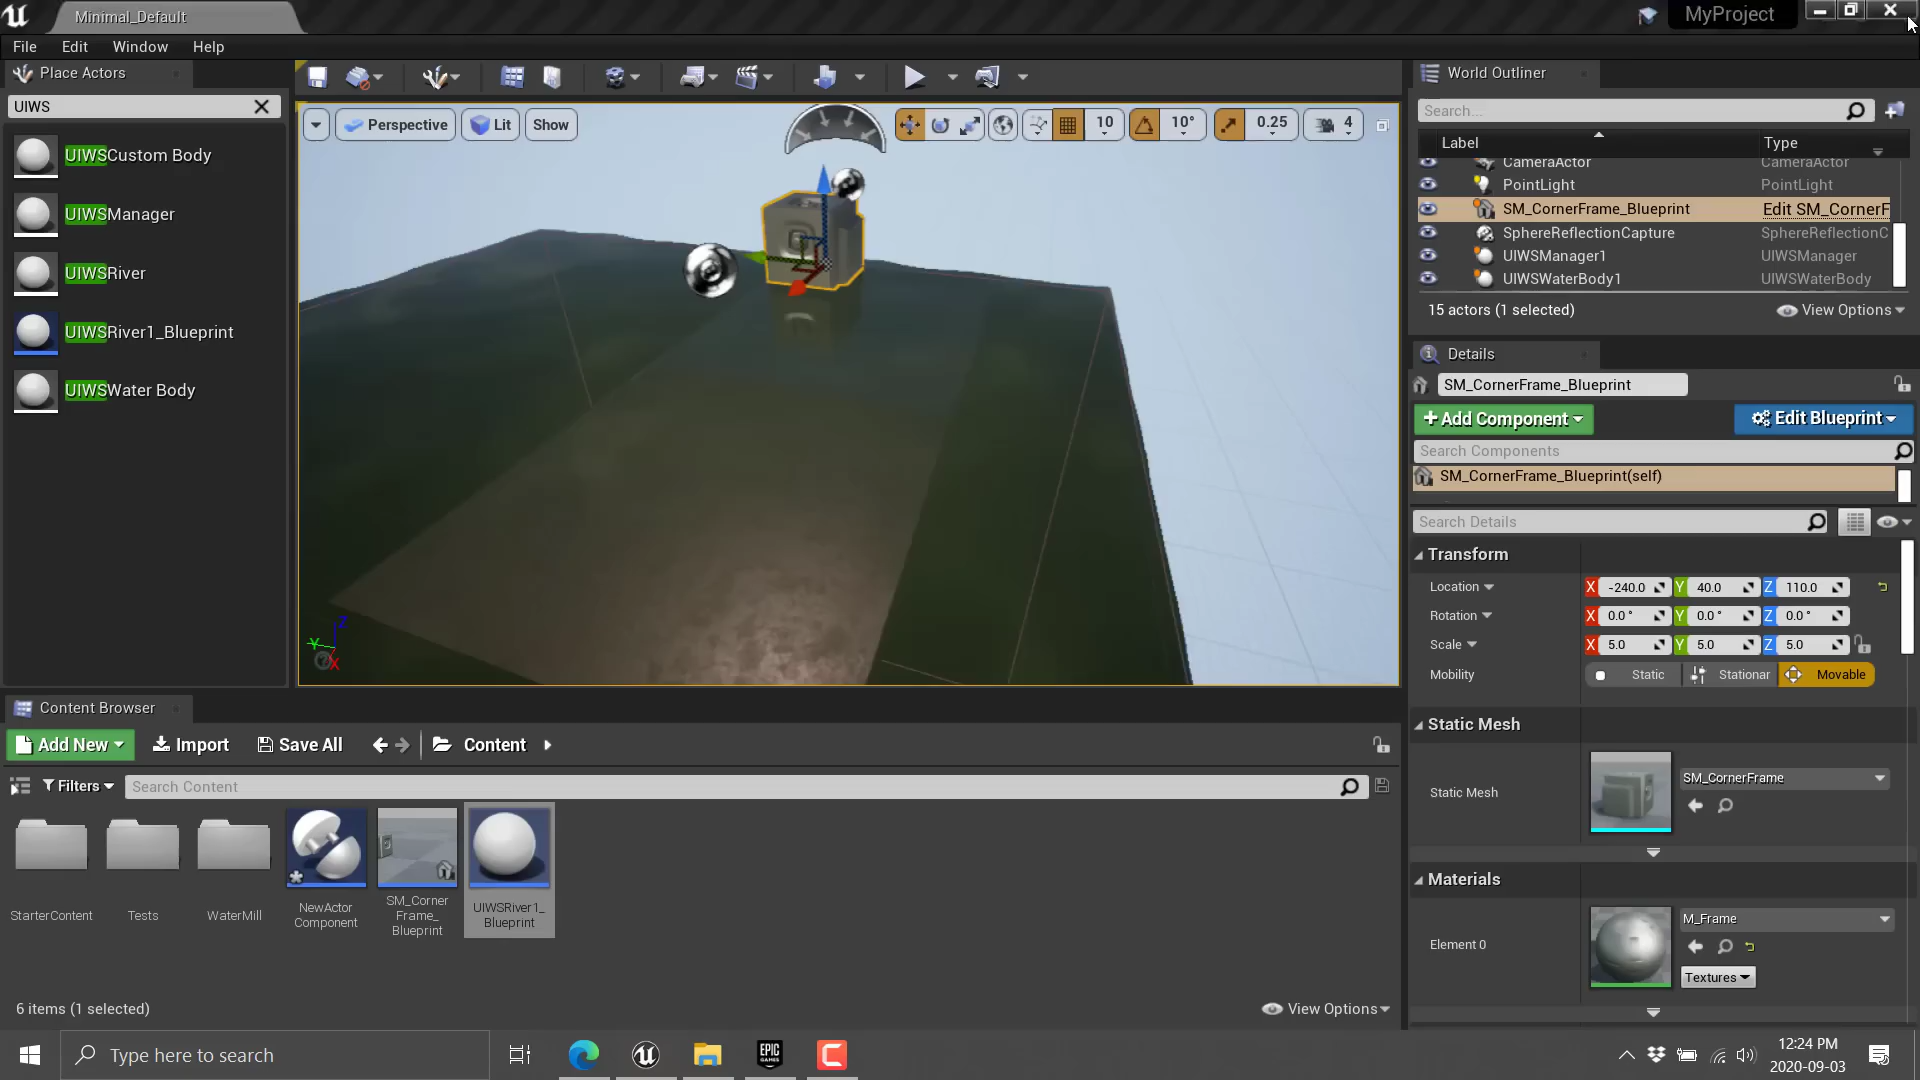 Minimal_Default
MyProject
File Edit Window Help
Place Actors
UIWS
UIWSCustom Body
UIWSManager
UIWSRiver
UIWSRiver1_Blueprint
UIWSWater Body
Perspective
Lit
Show
10
10°
0.25
4
Z
Y
X
World Outliner
Search...
Label
Type
CameraActor CameraActor
PointLight PointLight
SM_CornerFrame_Blueprint Edit SM_CornerF
SphereReflectionCapture SphereReflectionC
UIWSManager1 UIWSManager
UIWSWaterBody1 UIWSWaterBody
15 actors (1 selected)
View Options
Details
SM_CornerFrame_Blueprint
+ Add Component
Edit Blueprint
Search Components
SM_CornerFrame_Blueprint(self)
Search Details
Transform
Location X -240.0 Y 40.0 Z 110.0
Rotation X 0.0 ° Y 0.0 ° Z 0.0 °
Scale X 5.0 Y 5.0 Z 5.0
Mobility Static Stationar Movable
Static Mesh
Static Mesh
SM_CornerFrame
Materials
Element 0
M_Frame
Textures
Content Browser
Add New
Import
Save All
Content
Filters
Search Content
StarterContent
Tests
WaterMill
NewActor
Component
SM_Corner
Frame_
Blueprint
UIWSRiver1_
Blueprint
6 items (1 selected)
View Options
Type here to search
EPIC
GAMES
12:24 PM
2020-09-03